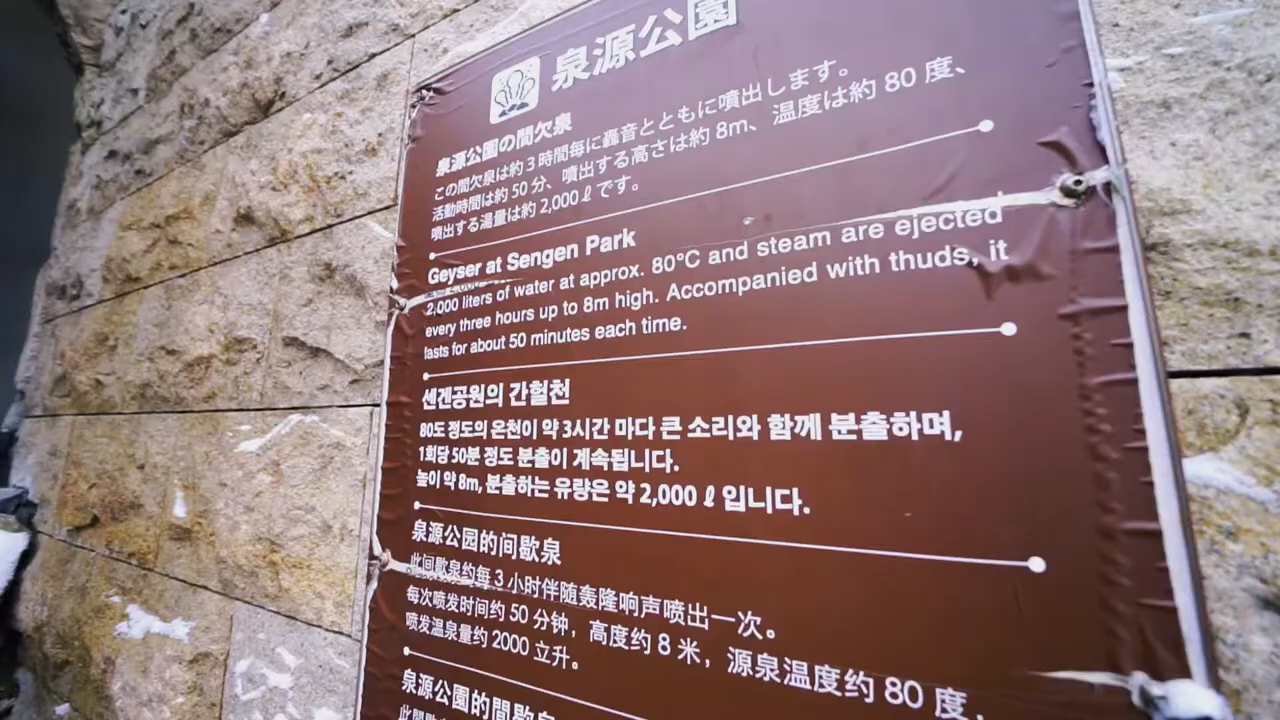 泉源公園
泉源公園の間欠泉
この間欠泉は約3時間毎に轟音とともに噴出します。
活動時間は約50分、噴出する高さは約8m、温度は約80度、
噴出する湯量は約2,000ℓです。
Geyser at Sengen Park
2,000 liters of water at approx. 80°C and steam are ejected
every three hours up to 8m high. Accompanied with thuds, it
lasts for about 50 minutes each time.
센겐공원의 간헐천
80도 정도의 온천이 약 3시간 마다 큰 소리와 함께 분출하며,
1회당 50분 정도 분출이 계속됩니다.
높이 약 8m, 분출하는 유량은 약 2,000 ℓ 입니다.
泉源公园的间歇泉
此间歇泉约每 3 小时伴随轰隆响声喷出一次。
每次喷发时间约 50 分钟，高度约 8 米，源泉温度约 80 度，
喷发温泉量约 2000 立升。
泉源公園的間歇泉